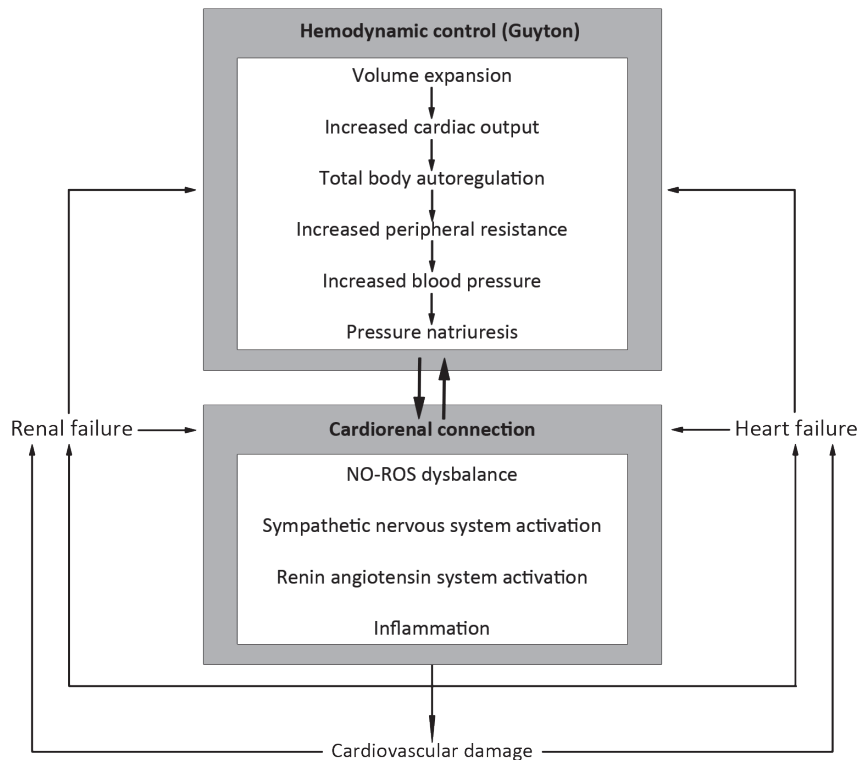 Hemodynamic control (Guyton)
Volume expansion
Increased cardiac output
Total body autoregulation
Increased peripheral resistance
Increased blood pressure
Pressure natriuresis
Renal failure
Cardiorenal connection
Heart failure
NO-ROS dysbalance
Sympathetic nervous system activation
Renin angiotensin system activation
Inflammation
Cardiovascular damage